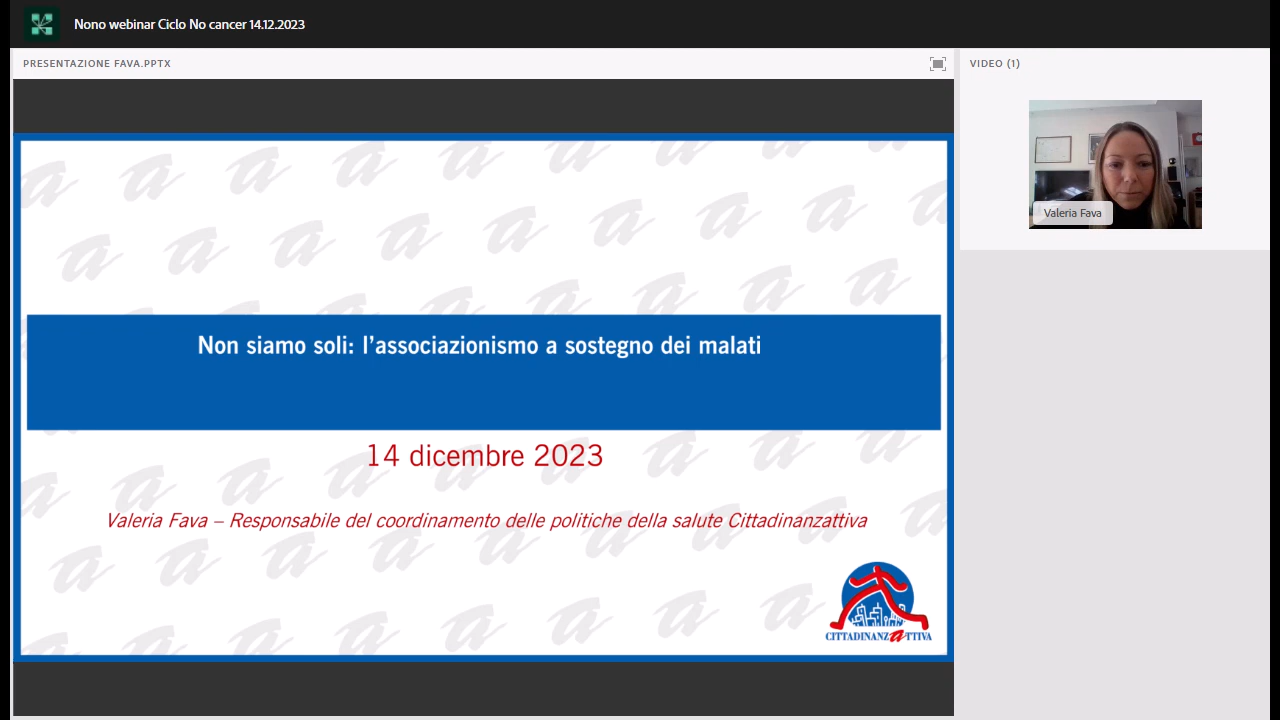 Nono webinar Ciclo No cancer 14.12.2023
PRESENTAZIONE FAVA.PPTX
VIDEO (1)
Valeria Fava
Non siamo soli: l'associazionismo a sostegno dei malati
14 dicembre 2023
Valeria Fava – Responsabile del coordinamento delle politiche della salute Cittadinanzattiva
CITTADINANZATTIVA